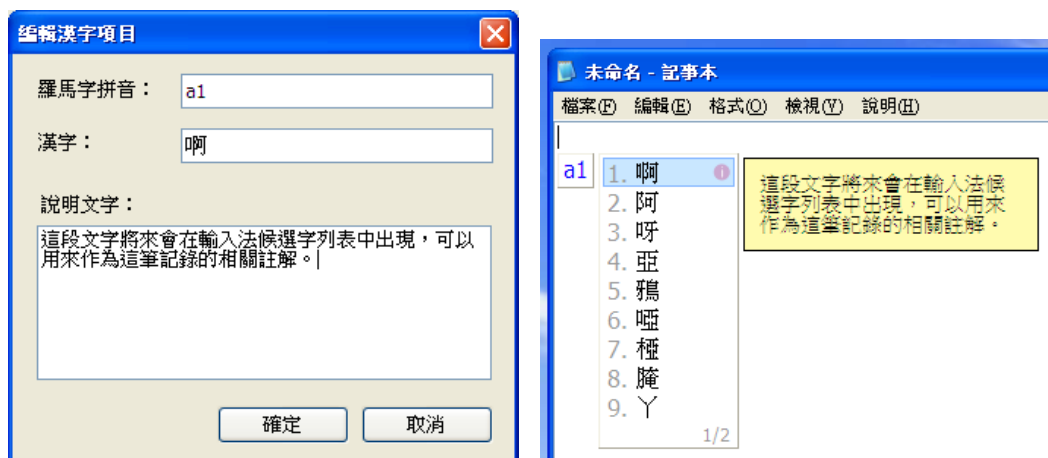 編輯漢字項目
羅馬字拼音：
a1
漢字：
啊
說明文字：
這段文字將來會在輸入法候選字列表中出現，可以
用來作為這筆記錄的相關註解。
確定
取消
未命名 - 記事本
檔案(F) 編輯(E) 格式(O) 檢視(V) 說明(H)
a1
1. 啊
2. 阿
3. 呀
4. 亞
5. 鴉
6. 啞
7. 椏
8. 腌
9. 丫
1/2
這段文字將來會在輸入法候
選字列表中出現，可以用來
作為這筆記錄的相關註解。